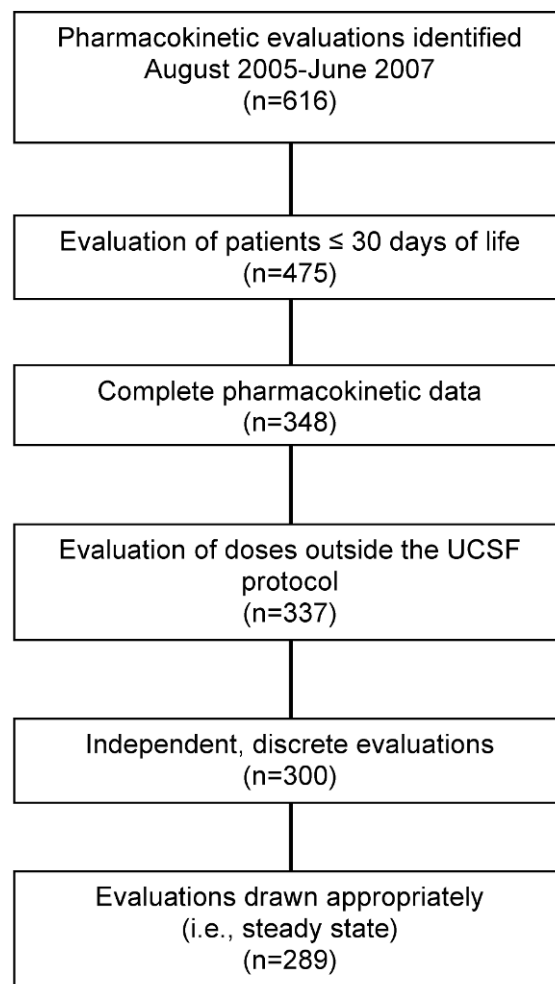 Pharmacokinetic evaluations identified
August 2005-June 2007
(n=616)
Evaluation of patients ≤ 30 days of life
(n=475)
Complete pharmacokinetic data
(n=348)
Evaluation of doses outside the UCSF
protocol
(n=337)
Independent, discrete evaluations
(n=300)
Evaluations drawn appropriately
(i.e., steady state)
(n=289)